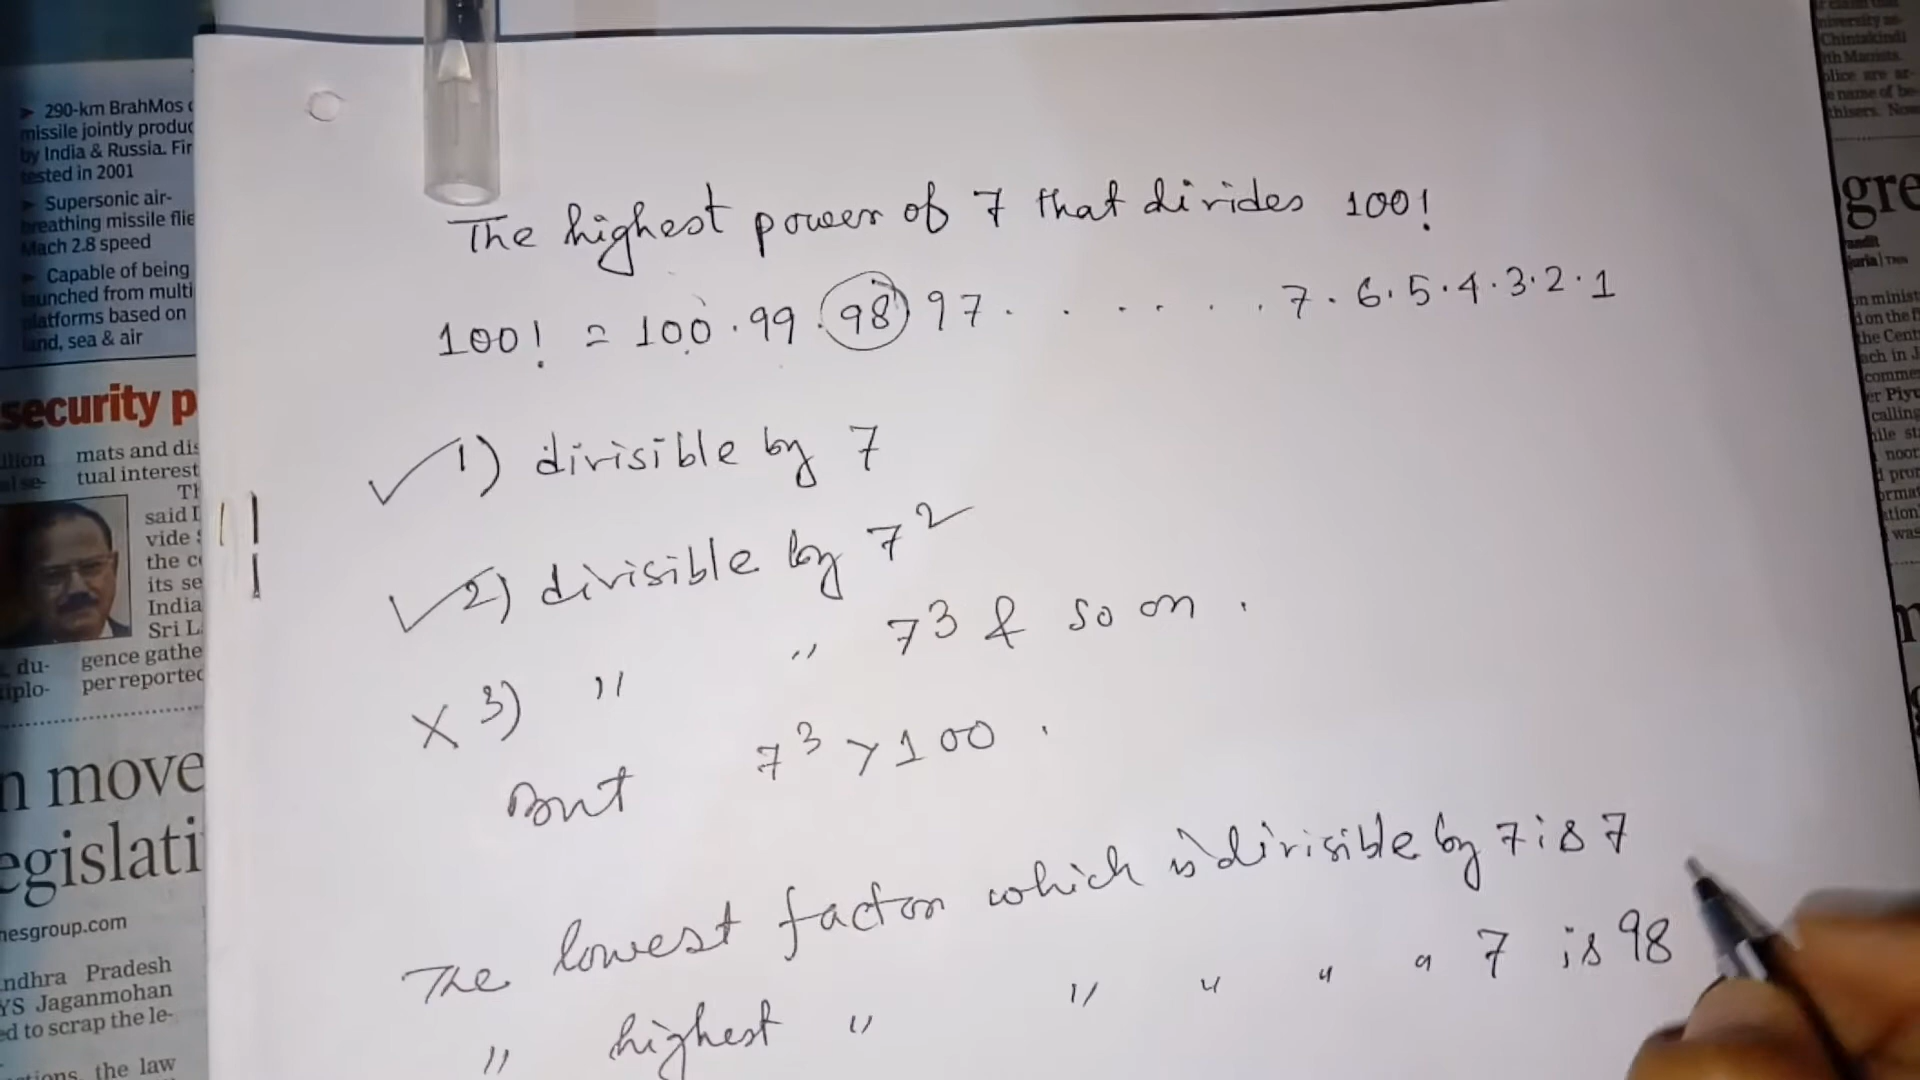 The highest power of 7 that divides 100!
100! = 100 . 99 . 98 97 . . . . . . . 7 . 6 . 5 . 4 . 3 . 2 . 1
1) divisible by 7
2) divisible by 7²
X 3) " " 7³ & so on .
But 7³ > 100 .
The lowest factor which is divisible by 7 is 7
" highest " " " " " 7 is 98
290-km BrahMos
missile jointly produc
by India & Russia. Fir
tested in 2001
Supersonic air-
breathing missile flie
Mach 2.8 speed
Capable of being
launched from multi
platforms based on
land, sea & air
security p
mats and dis
tual interest
said
vide
the
its se
India
Sri L
gence gathe
per reported
du-
iplo-
n move
egislati
nesgroup.com
ndhra Pradesh
YS Jaganmohan
ed to scrap the le-
the law
gre